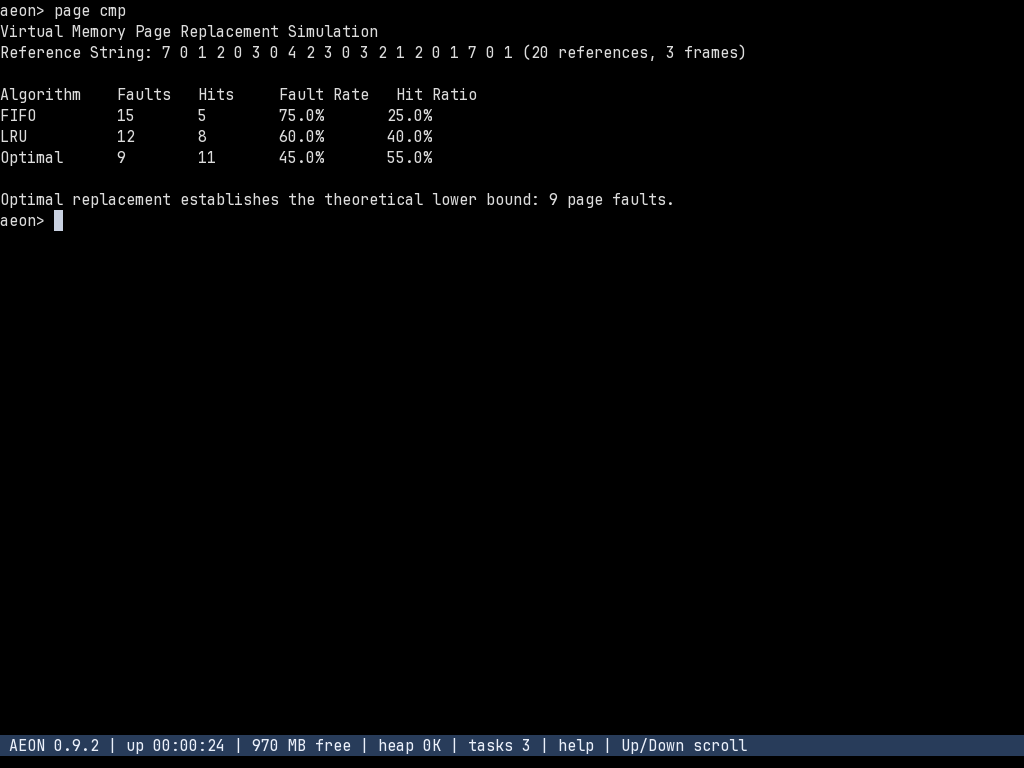 aeon> page cmp
Virtual Memory Page Replacement Simulation
Reference String: 7 0 1 2 0 3 0 4 2 3 0 3 2 1 2 0 1 7 0 1 (20 references, 3 frames)
Algorithm    Faults   Hits     Fault Rate   Hit Ratio
FIFO         15       5        75.0%       25.0%
LRU          12       8        60.0%       40.0%
Optimal      9        11       45.0%       55.0%
Optimal replacement establishes the theoretical lower bound: 9 page faults.
aeon>
AEON 0.9.2 | up 00:00:24 | 970 MB free | heap OK | tasks 3 | help | Up/Down scroll